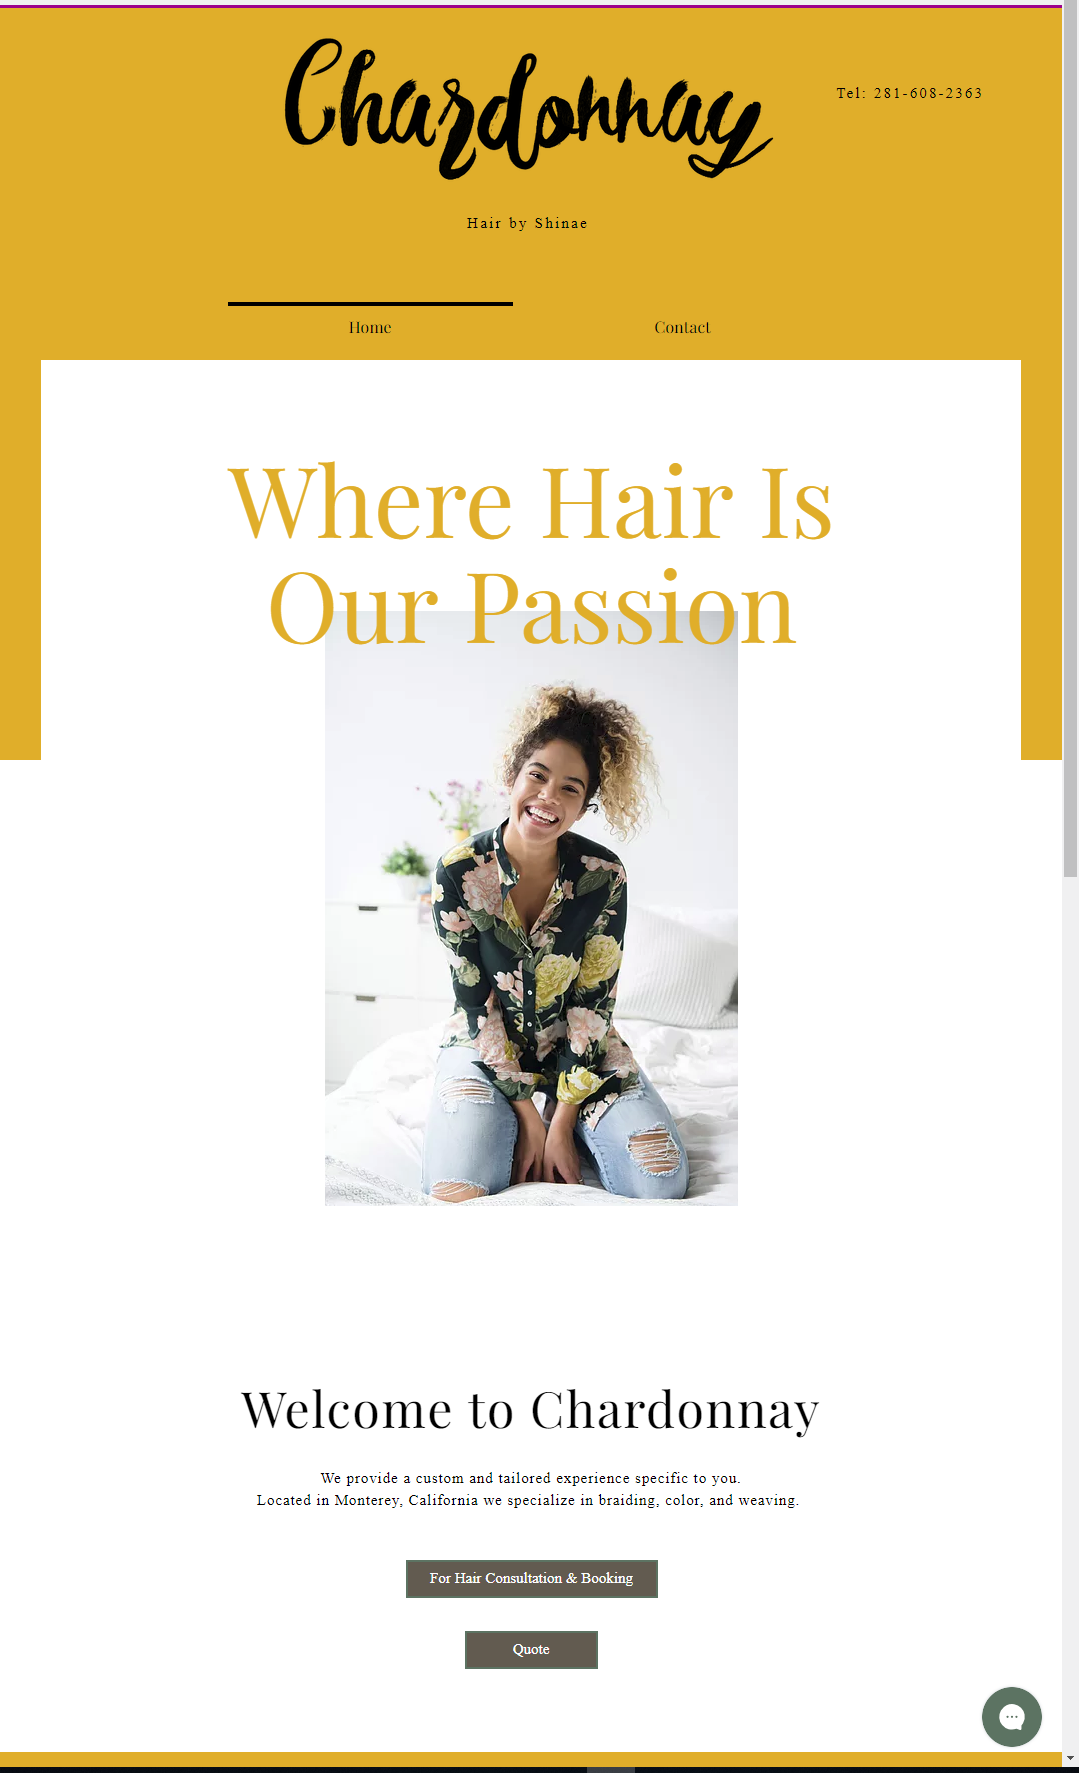 Chardonnay
Tel: 281-608-2363
Hair by Shinae
Home
Contact
Where Hair Is
Our Passion
Welcome to Chardonnay
We provide a custom and tailored experience specific to you.
Located in Monterey, California we specialize in braiding, color, and weaving.
For Hair Consultation & Booking
Quote